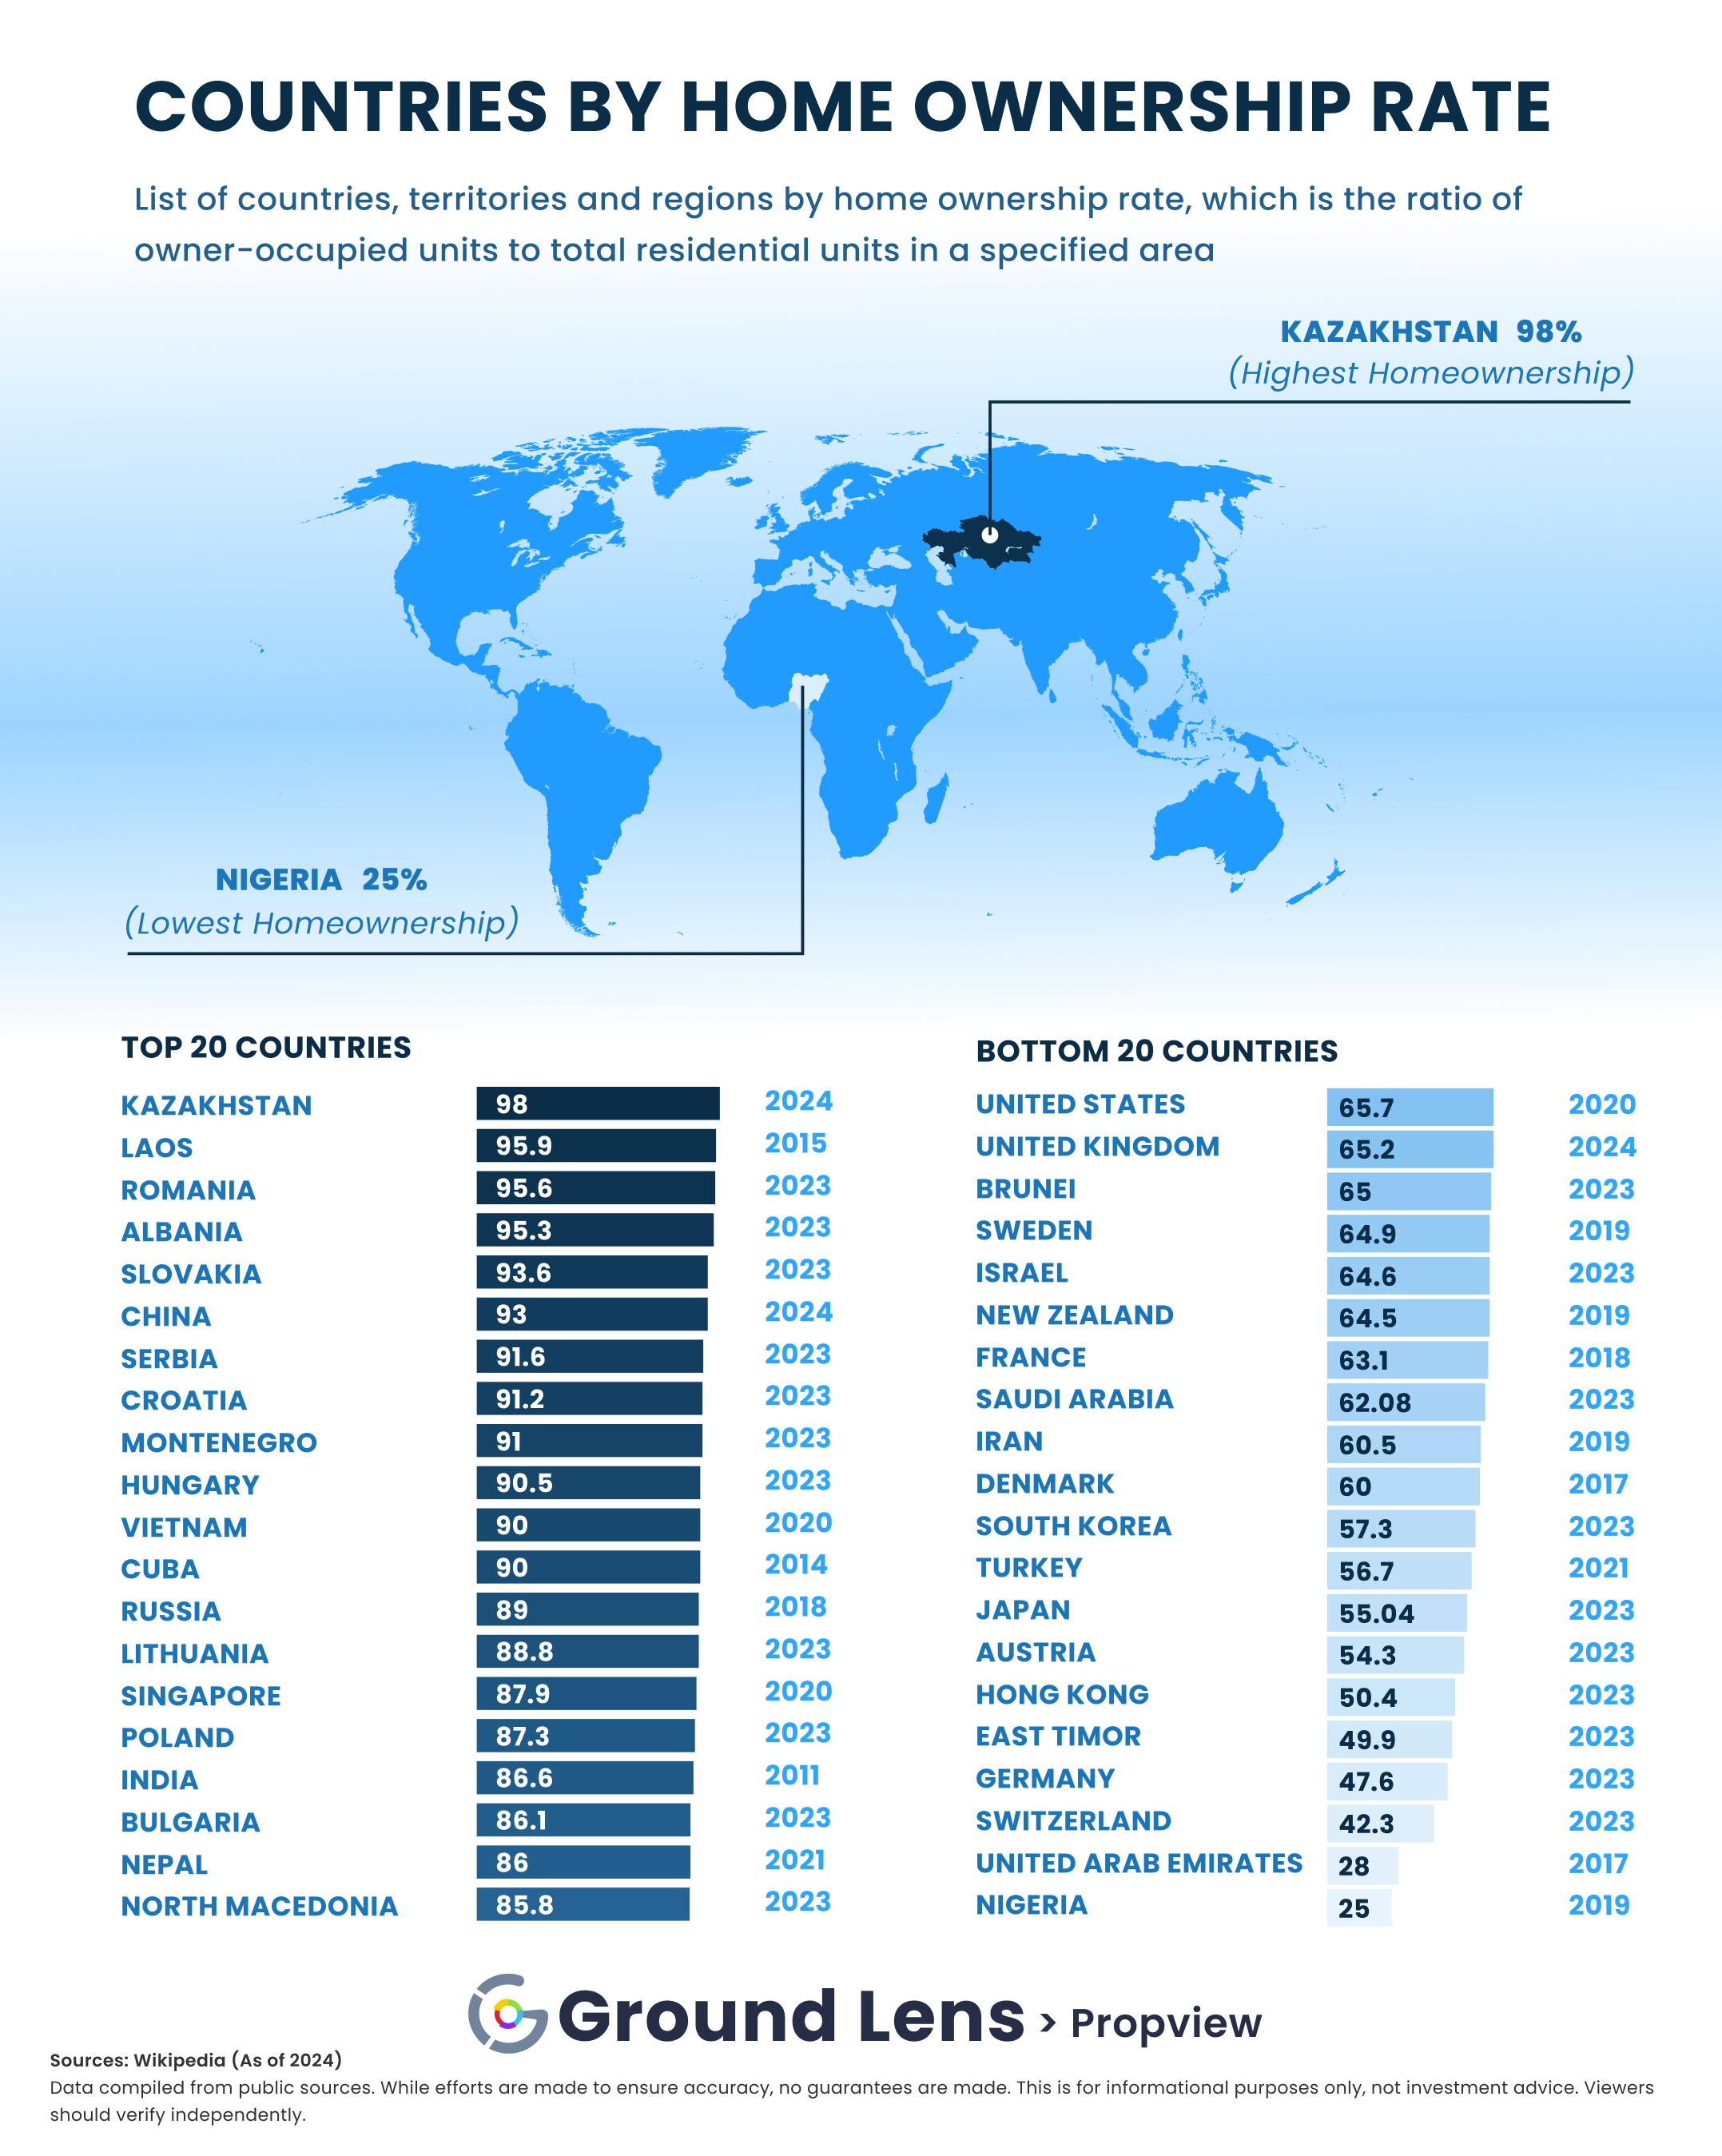 COUNTRIES BY HOME OWNERSHIP RATE
List of countries, territories and regions by home ownership rate, which is the ratio of
owner-occupied units to total residential units in a specified area
KAZAKHSTAN 98%
(Highest Homeownership)
NIGERIA 25%
(Lowest Homeownership)
TOP 20 COUNTRIES
KAZAKHSTAN 98 2024
LAOS 95.9 2015
ROMANIA 95.6 2023
ALBANIA 95.3 2023
SLOVAKIA 93.6 2023
CHINA 93 2024
SERBIA 91.6 2023
CROATIA 91.2 2023
MONTENEGRO 91 2023
HUNGARY 90.5 2023
VIETNAM 90 2020
CUBA 90 2014
RUSSIA 89 2018
LITHUANIA 88.8 2023
SINGAPORE 87.9 2020
POLAND 87.3 2023
INDIA 86.6 2011
BULGARIA 86.1 2023
NEPAL 86 2021
NORTH MACEDONIA 85.8 2023
BOTTOM 20 COUNTRIES
UNITED STATES 65.7 2020
UNITED KINGDOM 65.2 2024
BRUNEI 65 2023
SWEDEN 64.9 2019
ISRAEL 64.6 2023
NEW ZEALAND 64.5 2019
FRANCE 63.1 2018
SAUDI ARABIA 62.08 2023
IRAN 60.5 2019
DENMARK 60 2017
SOUTH KOREA 57.3 2023
TURKEY 56.7 2021
JAPAN 55.04 2023
AUSTRIA 54.3 2023
HONG KONG 50.4 2023
EAST TIMOR 49.9 2023
GERMANY 47.6 2023
SWITZERLAND 42.3 2023
UNITED ARAB EMIRATES 28 2017
NIGERIA 25 2019
Ground Lens > Propview
Sources: Wikipedia (As of 2024)
Data compiled from public sources. While efforts are made to ensure accuracy, no guarantees are made. This is for informational purposes only, not investment advice. Viewers
should verify independently.